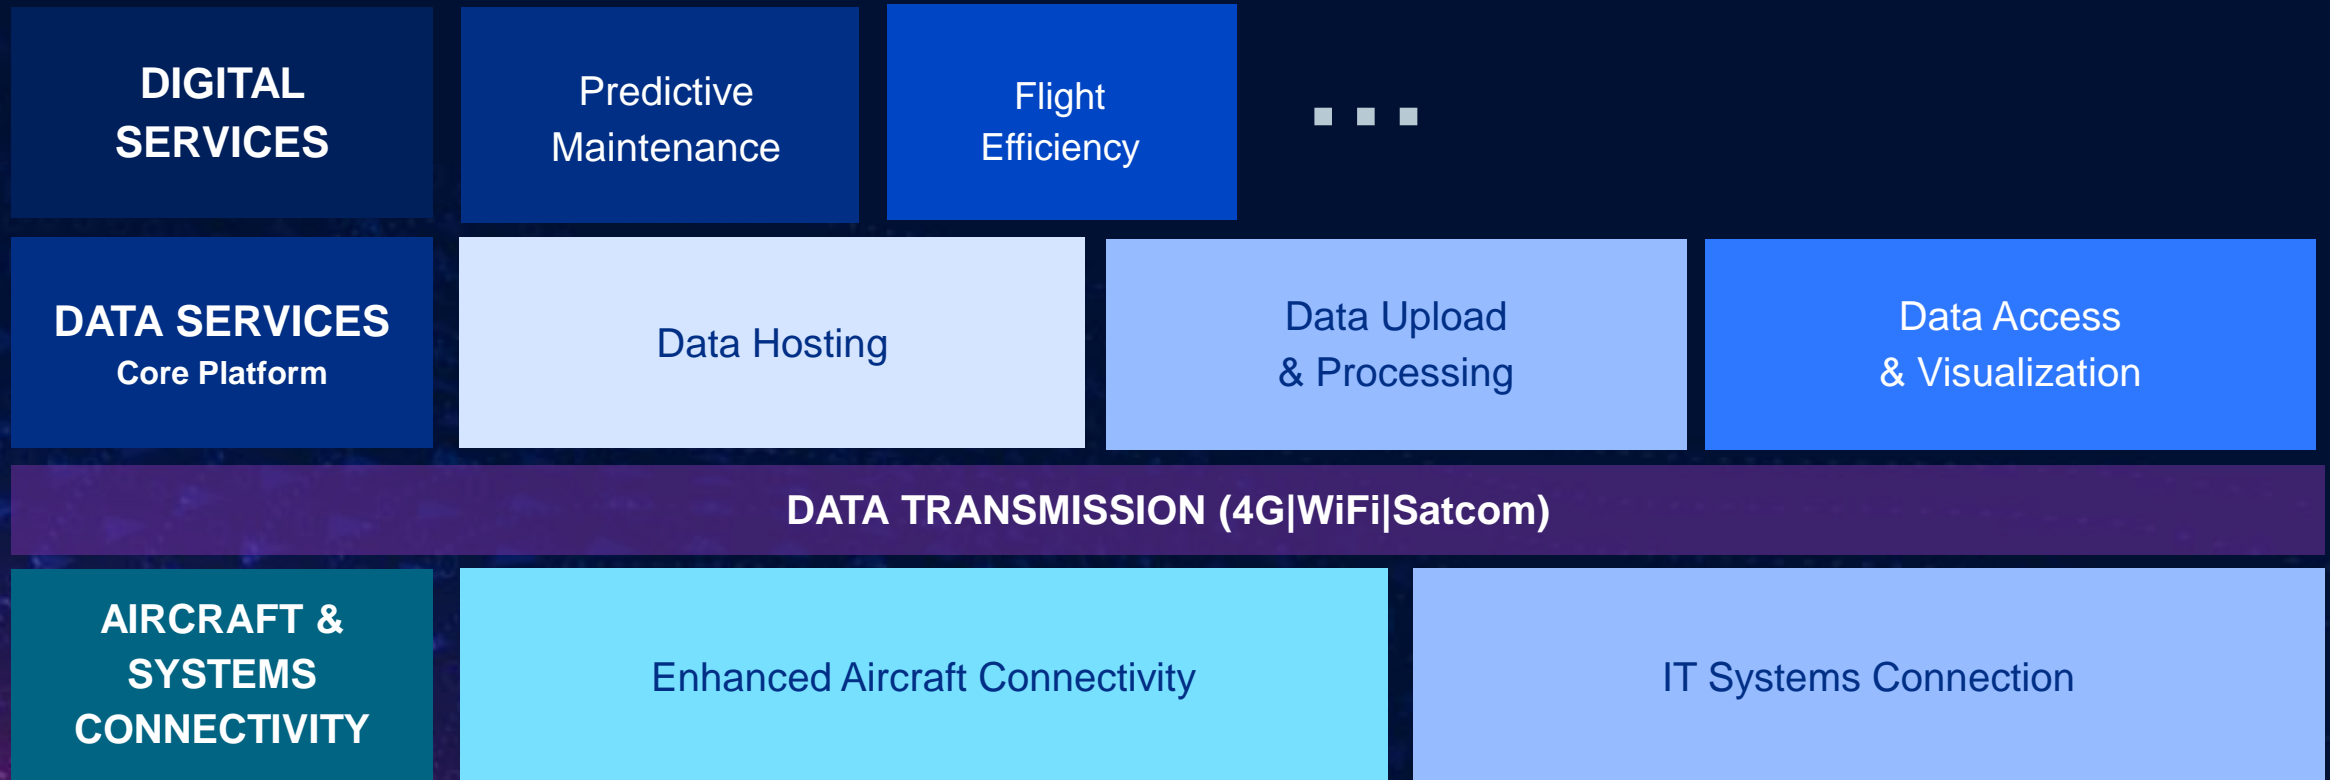 DIGITAL
SERVICES
Predictive
Maintenance
Flight
Efficiency
...
DATA SERVICES
Core Platform
Data Hosting
Data Upload
& Processing
Data Access
& Visualization
DATA TRANSMISSION (4G|WiFi|Satcom)
AIRCRAFT &
SYSTEMS
CONNECTIVITY
Enhanced Aircraft Connectivity
IT Systems Connection